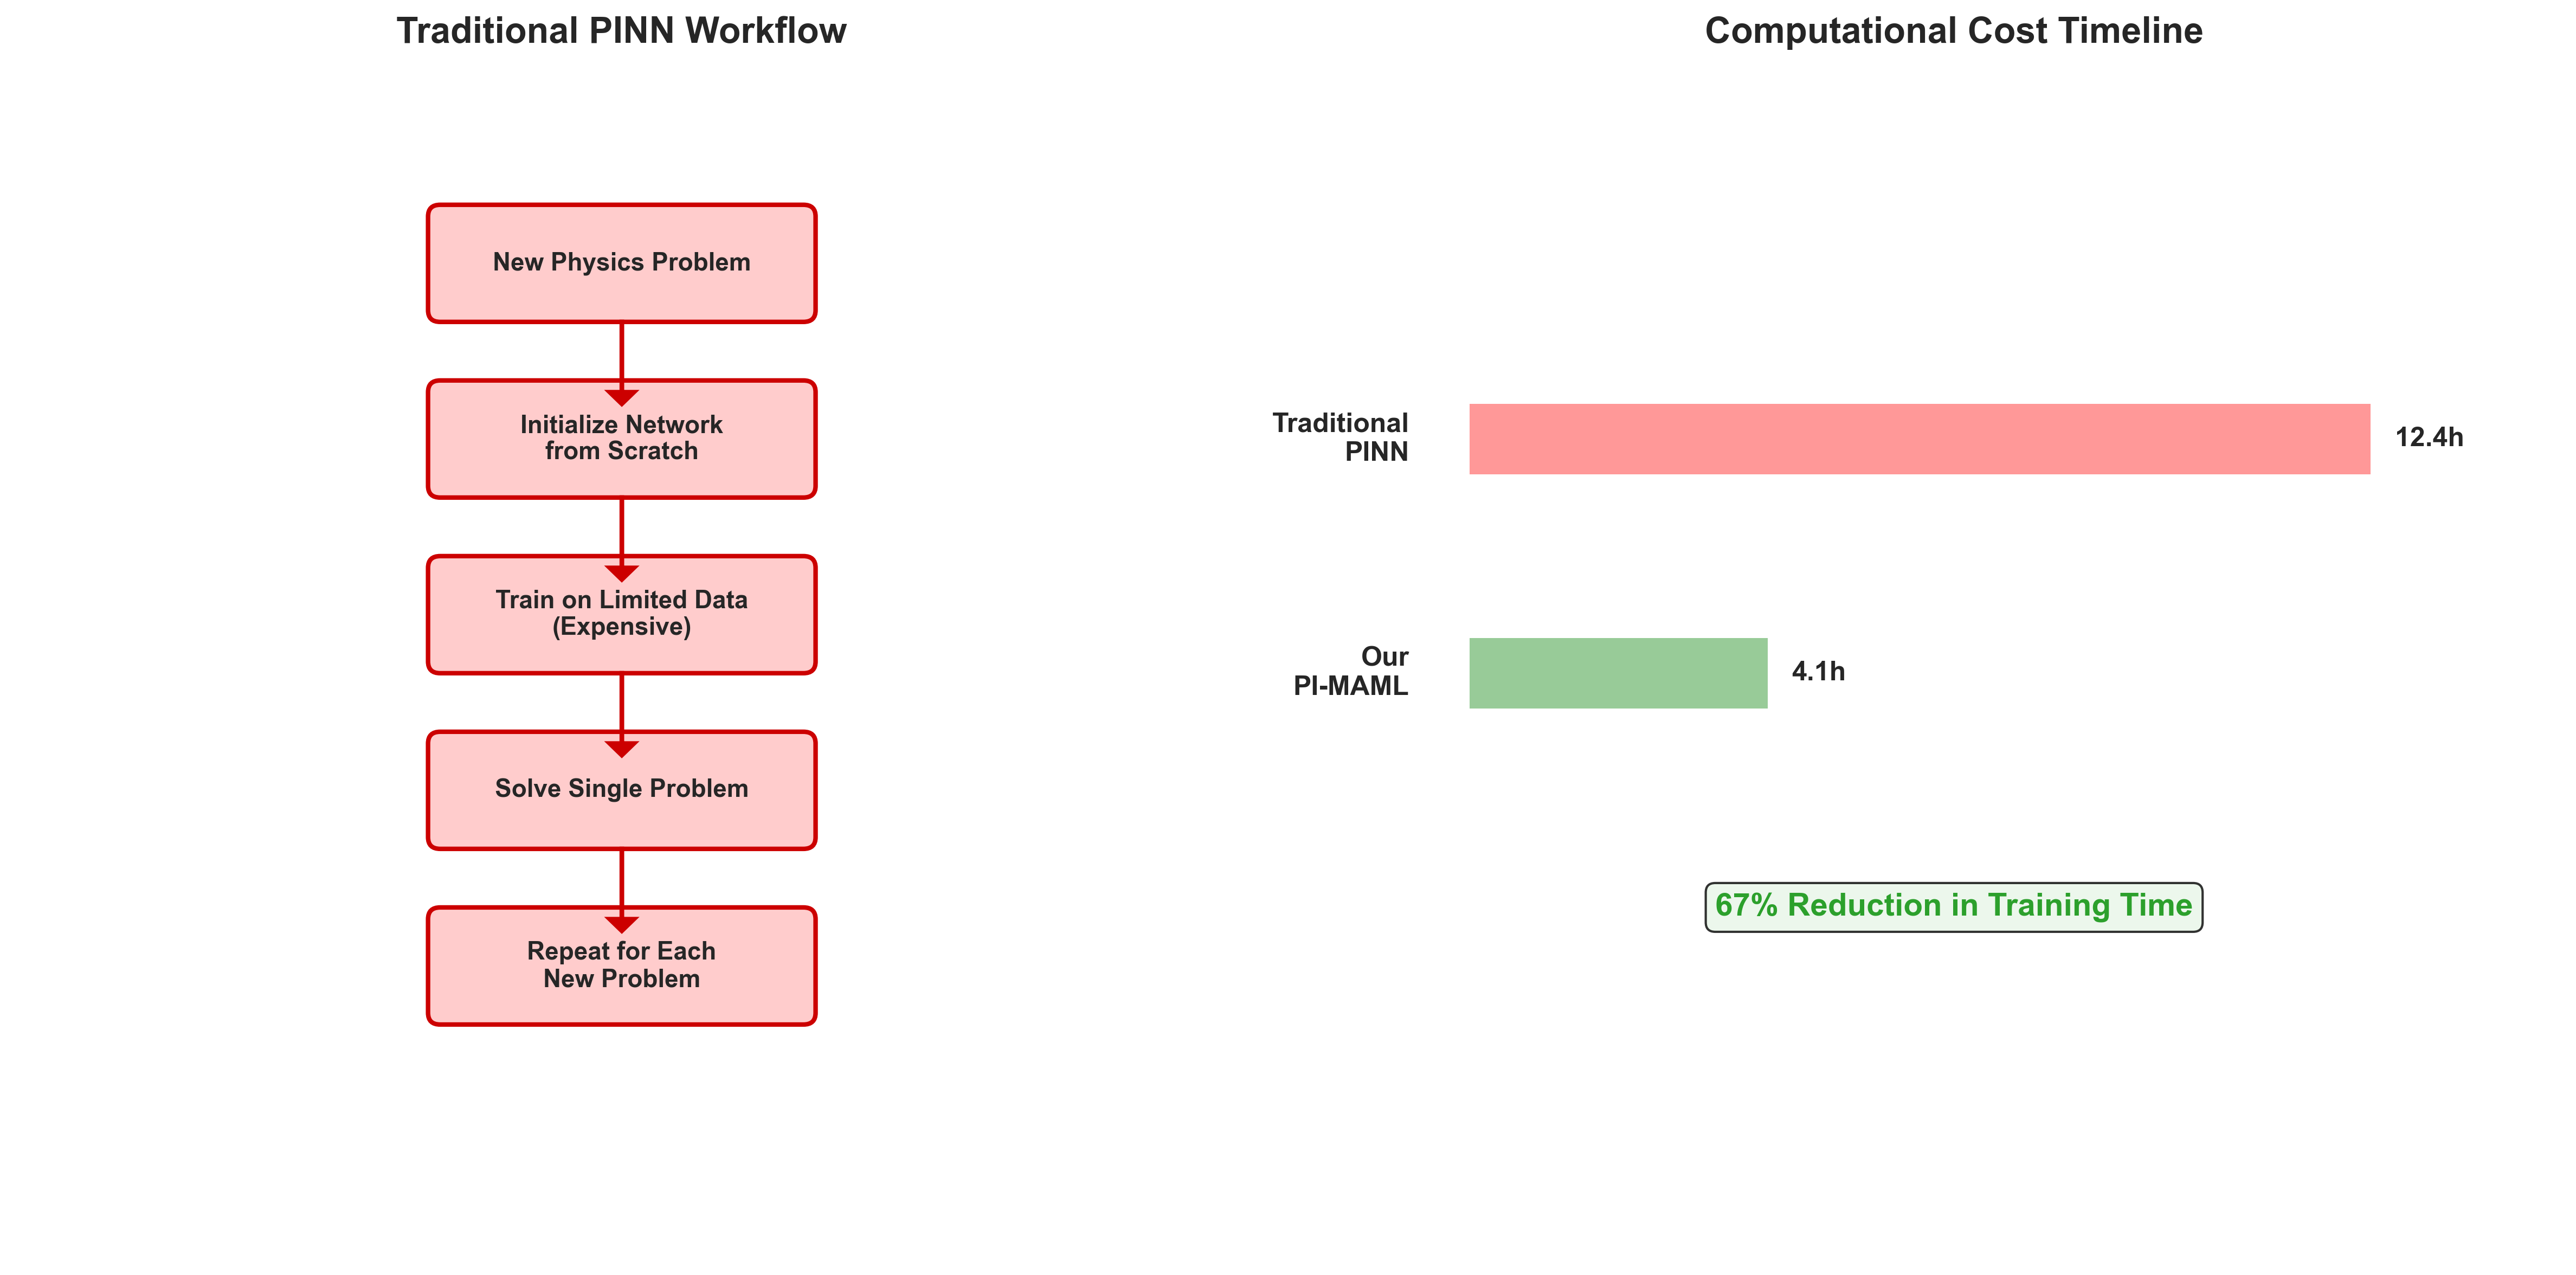 Traditional PINN Workflow
New Physics Problem
Initialize Network
from Scratch
Train on Limited Data
(Expensive)
Solve Single Problem
Repeat for Each
New Problem
Computational Cost Timeline
Traditional
PINN
12.4h
Our
PI-MAML
4.1h
67% Reduction in Training Time